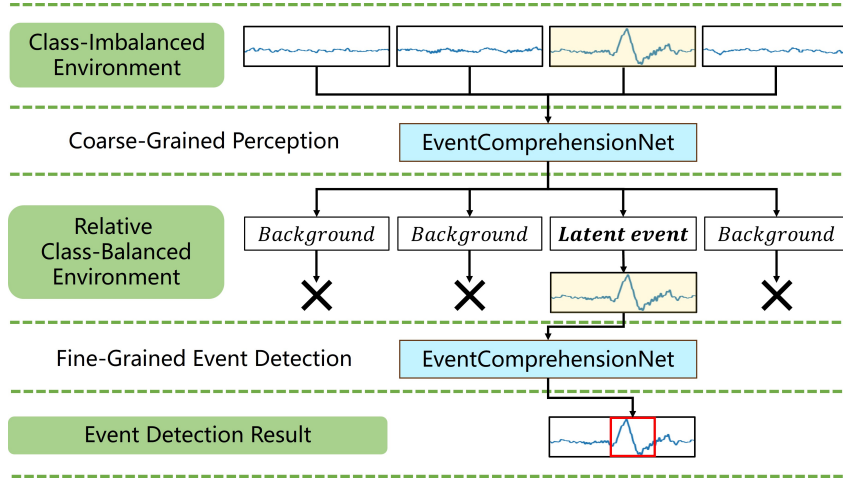 Class-Imbalanced
Environment
Coarse-Grained Perception
EventComprehensionNet
Relative
Class-Balanced
Environment
Background
Background
Latent event
Background
Fine-Grained Event Detection
EventComprehensionNet
Event Detection Result